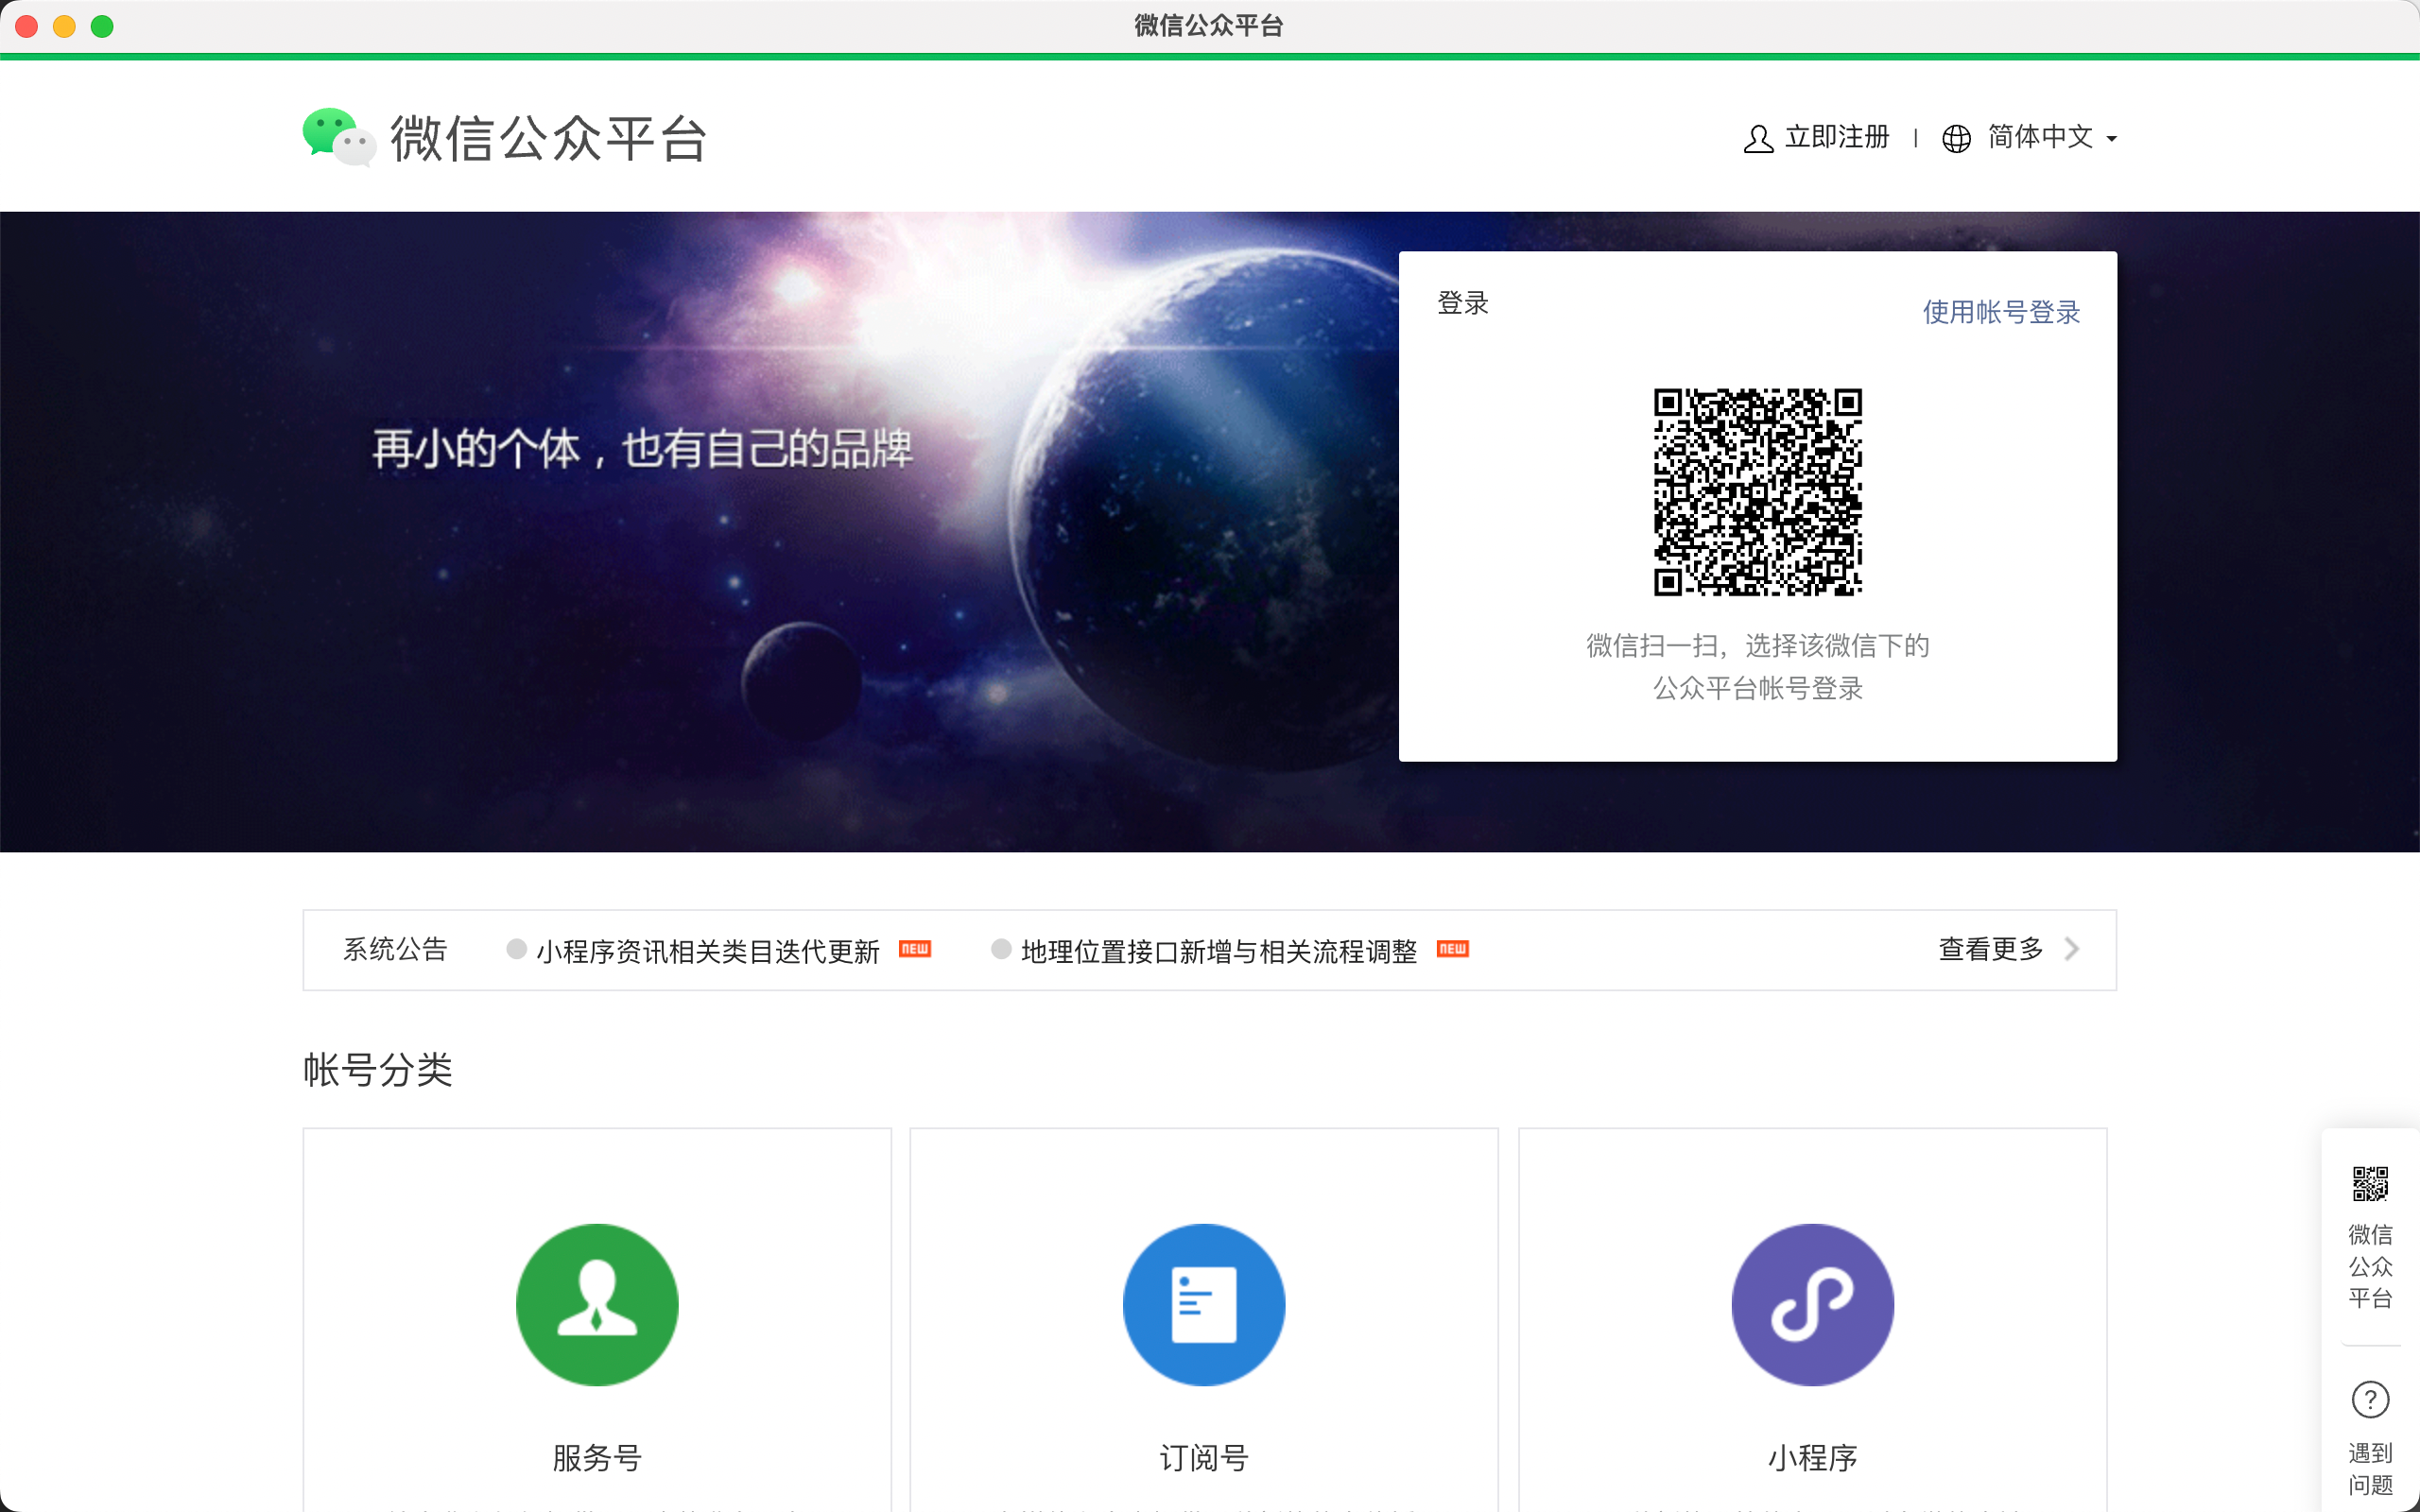 微信公众平台
微信公众平台
立即注册
简体中文
再小的个体，也有自己的品牌
登录
使用帐号登录
微信扫一扫，选择该微信下的
公众平台帐号登录
系统公告
小程序资讯相关类目迭代更新 NEW
地理位置接口新增与相关流程调整 NEW
查看更多
帐号分类
服务号
订阅号
小程序
微信
公众
平台
遇到
问题